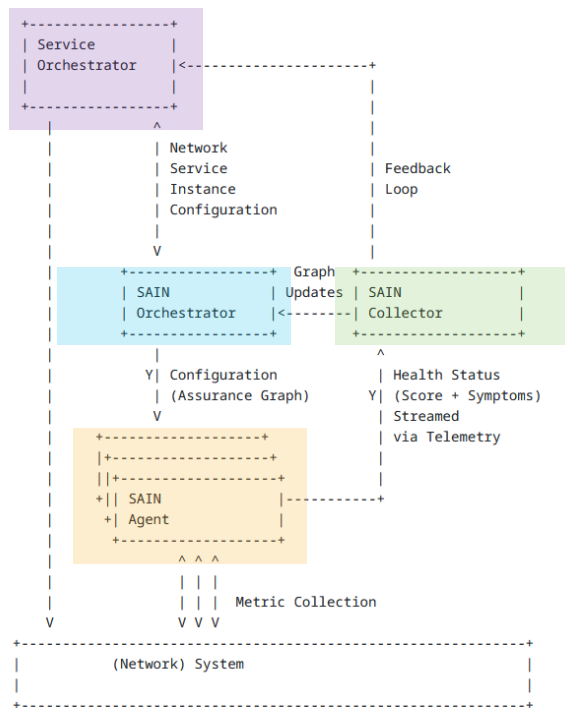 +-----------------+
| Service         |
| Orchestrator    |<----------------------+
|                 |                       |
+-----------------+                       |
   |            ^                         |
   |            | Network                 |
   |            | Service                 | Feedback
   |            | Instance                | Loop
   |            | Configuration           |
   |            |                         |
   |            V                         |
   |        +-----------------+  Graph  +-------------------+
   |        | SAIN            | Updates | SAIN              |
   |        | Orchestrator    |<--------| Collector         |
   |        +-----------------+         +-------------------+
   |            |                          ^
   |           Y| Configuration            | Health Status
   |            | (Assurance Graph)       Y| (Score + Symptoms)
   |            V                          | Streamed
   |     +-------------------+             | via Telemetry
   |     |+-------------------+            |
   |     ||+-------------------+           |
   |     +|| SAIN              |-----------+
   |      +| Agent             |
   |       +-------------------+
   |               ^ ^ ^
   |               | | |
   |               | | |  Metric Collection
   V               V V V
+-------------------------------------------------------------+
|           (Network) System                                  |
|                                                             |
+-------------------------------------------------------------+